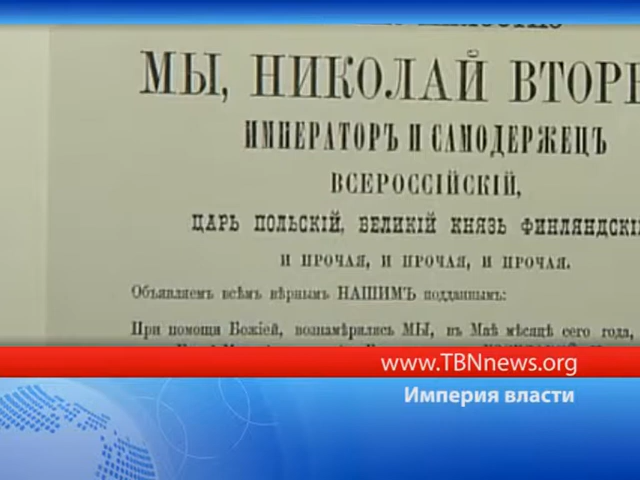 МЫ, НИКОЛАЙ ВТОРЫ
ИМПЕРАТОРЪ И САМОДЕРЖЕЦЪ
ВСЕРОССІЙСКІЙ,
ЦАРЬ ПОЛЬСКІЙ, ВЕЛИКІЙ КНЯЗЬ ФИНЛЯНДСКІ
И ПРОЧАЯ, И ПРОЧАЯ, И ПРОЧАЯ.
Объявляемъ всѣмъ вѣрнымъ НАШИМЪ подданнымъ:
При помощи Божіей, вознамѣрились МЫ, въ Маѣ мѣсяцѣ сего года,
www.TBNnews.org
Империя власти